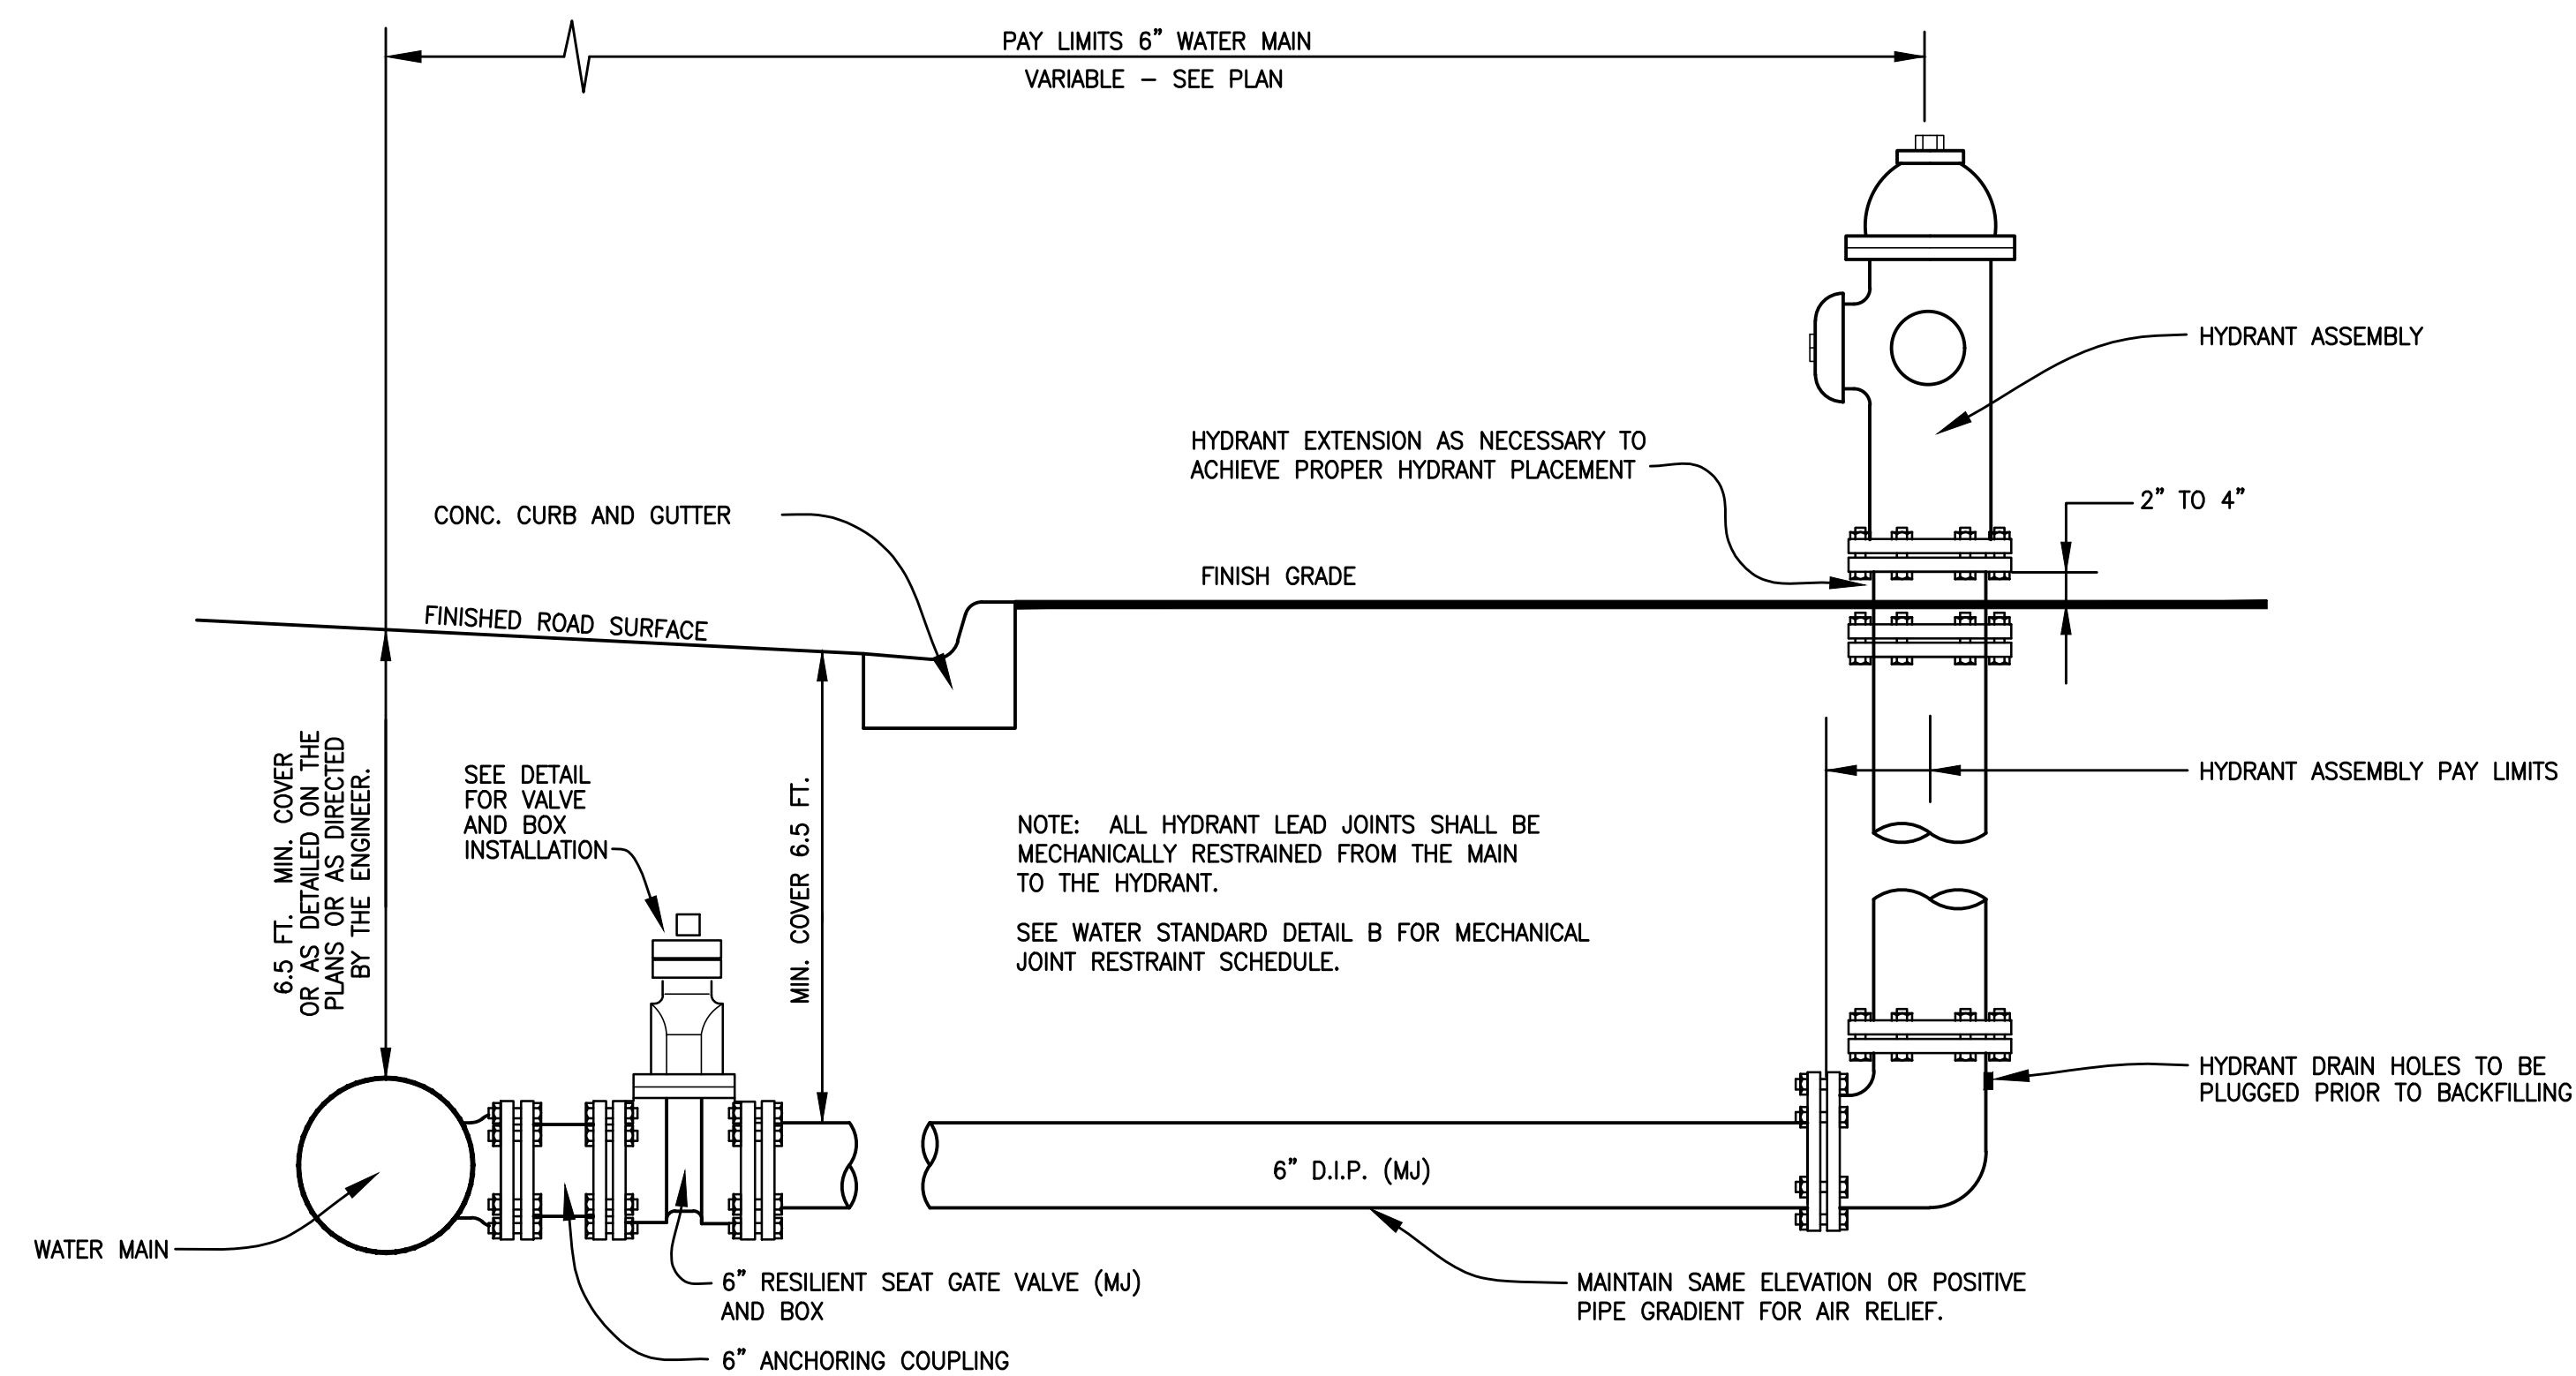 PAY LIMITS 6" WATER MAIN
VARIABLE - SEE PLAN
HYDRANT ASSEMBLY
HYDRANT EXTENSION AS NECESSARY TO
ACHIEVE PROPER HYDRANT PLACEMENT
2" TO 4"
CONC. CURB AND GUTTER
FINISH GRADE
FINISHED ROAD SURFACE
6.5 FT. MIN. COVER
OR AS DETAILED ON THE
PLANS OR AS DIRECTED
BY THE ENGINEER.
SEE DETAIL
FOR VALVE
AND BOX
INSTALLATION
MIN. COVER 6.5 FT.
NOTE: ALL HYDRANT LEAD JOINTS SHALL BE
MECHANICALLY RESTRAINED FROM THE MAIN
TO THE HYDRANT.
SEE WATER STANDARD DETAIL B FOR MECHANICAL
JOINT RESTRAINT SCHEDULE.
HYDRANT ASSEMBLY PAY LIMITS
HYDRANT DRAIN HOLES TO BE
PLUGGED PRIOR TO BACKFILLING
6" D.I.P. (MJ)
WATER MAIN
6" RESILIENT SEAT GATE VALVE (MJ)
AND BOX
MAINTAIN SAME ELEVATION OR POSITIVE
PIPE GRADIENT FOR AIR RELIEF.
6" ANCHORING COUPLING